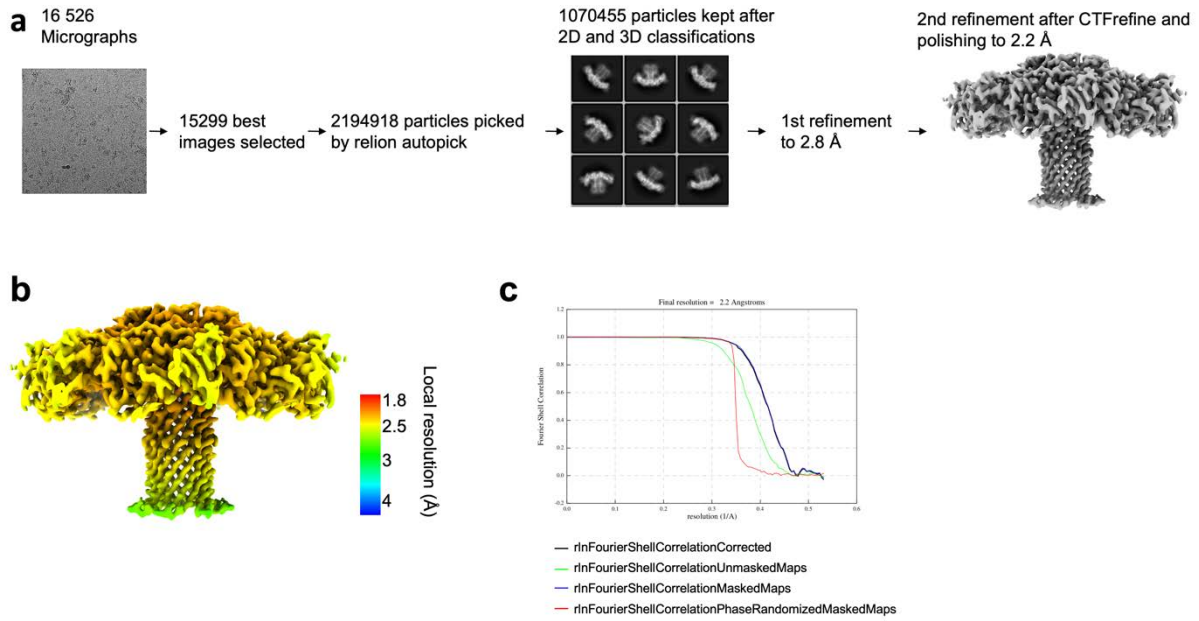 a
16 526
Micrographs
15299 best
images selected
2194918 particles picked
by relion autopick
1070455 particles kept after
2D and 3D classifications
1st refinement
to 2.8 Å
2nd refinement after CTFrefine and
polishing to 2.2 Å
b
1.8
2.5
3
4
Local resolution (Å)
c
Final resolution = 2.2 Angstroms
1.2
1.0
0.8
0.6
0.4
0.2
0.0
-0.2
0.0 0.1 0.2 0.3 0.4 0.5 0.6
Fourier Shell Correlation
resolution (1/A)
rlnFourierShellCorrelationCorrected
rlnFourierShellCorrelationUnmaskedMaps
rlnFourierShellCorrelationMaskedMaps
rlnFourierShellCorrelationPhaseRandomizedMaskedMaps